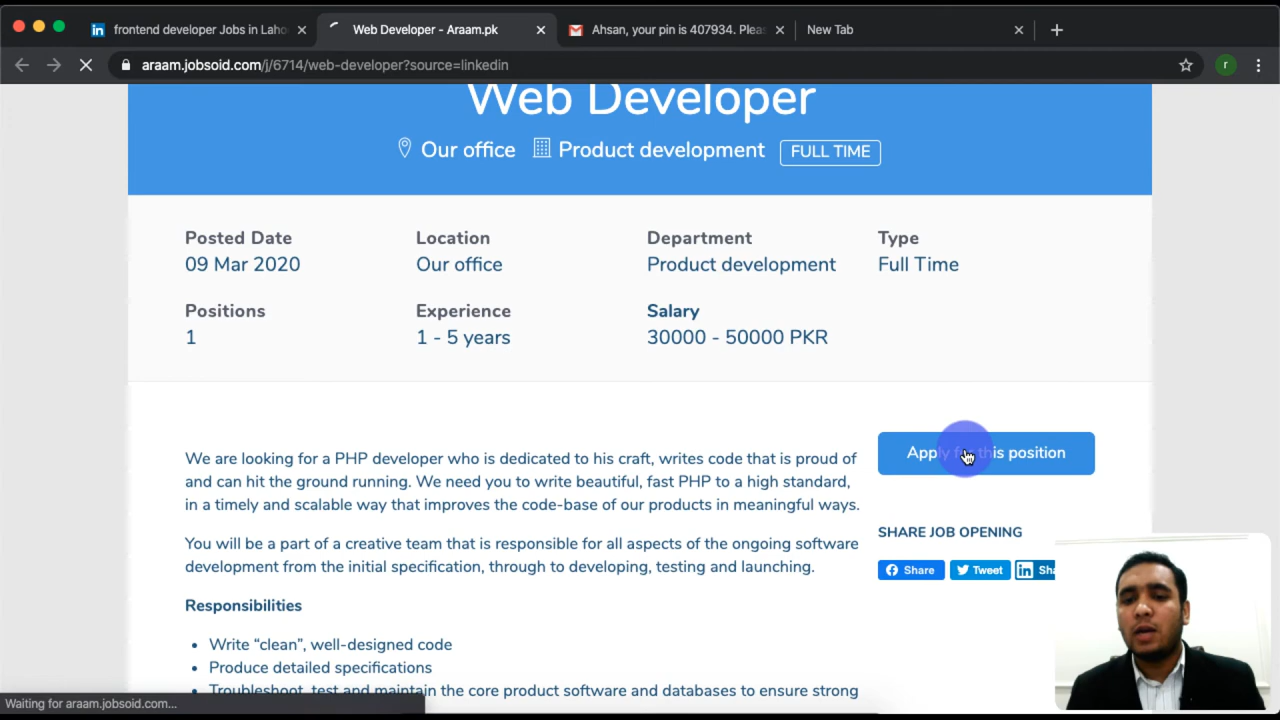 frontend developer Jobs in Laho
Web Developer - Araam.pk
Ahsan, your pin is 407934. Plea
New Tab
araam.jobsoid.com/j/6714/web-developer?source=linkedin
r
Web Developer
Our office Product development FULL TIME
Posted Date Location Department Type
09 Mar 2020 Our office Product development Full Time
Positions Experience Salary
1 1 - 5 years 30000 - 50000 PKR
Apply for this position
We are looking for a PHP developer who is dedicated to his craft, writes code that is proud of
and can hit the ground running. We need you to write beautiful, fast PHP to a high standard,
in a timely and scalable way that improves the code-base of our products in meaningful ways.
SHARE JOB OPENING
You will be a part of a creative team that is responsible for all aspects of the ongoing software
development from the initial specification, through to developing, testing and launching.
Share Tweet in Sha
Responsibilities
• Write “clean”, well-designed code
• Produce detailed specifications
• Troubleshoot, test and maintain the core product software and databases to ensure strong
Waiting for araam.jobsoid.com...